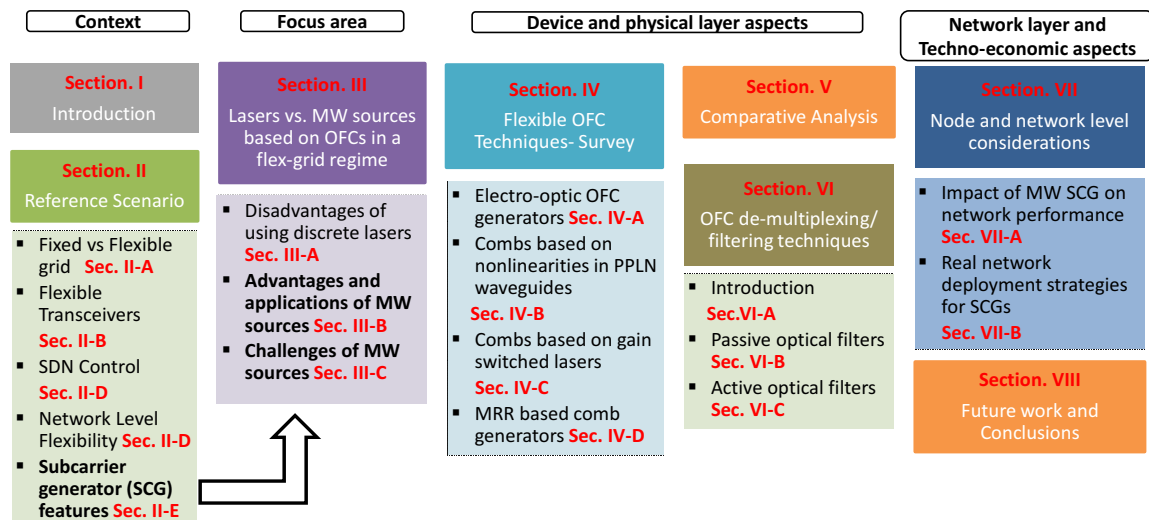 Context
Section. I
Introduction
Section. II
Reference Scenario
▪ Fixed vs Flexible
grid Sec. II-A
▪ Flexible
Transceivers
Sec. II-B
▪ SDN Control
Sec. II-D
▪ Network Level
Flexibility Sec. II-D
▪ Subcarrier
generator (SCG)
features Sec. II-E
Focus area
Section. III
Lasers vs. MW sources
based on OFCs in a
flex-grid regime
▪ Disadvantages of
using discrete lasers
Sec. III-A
▪ Advantages and
applications of MW
sources Sec. III-B
▪ Challenges of MW
sources Sec. III-C
Device and physical layer aspects
Section. IV
Flexible OFC
Techniques- Survey
▪ Electro-optic OFC
generators Sec. IV-A
▪ Combs based on
nonlinearities in PPLN
waveguides
Sec. IV-B
▪ Combs based on gain
switched lasers
Sec. IV-C
▪ MRR based comb
generators Sec. IV-D
Section. V
Comparative Analysis
Section. VI
OFC de-multiplexing/
filtering techniques
▪ Introduction
Sec.VI-A
▪ Passive optical filters
Sec. VI-B
▪ Active optical filters
Sec. VI-C
Network layer and
Techno-economic aspects
Section. VII
Node and network level
considerations
▪ Impact of MW SCG on
network performance
Sec. VII-A
▪ Real network
deployment strategies
for SCGs
Sec. VII-B
Section. VIII
Future work and
Conclusions